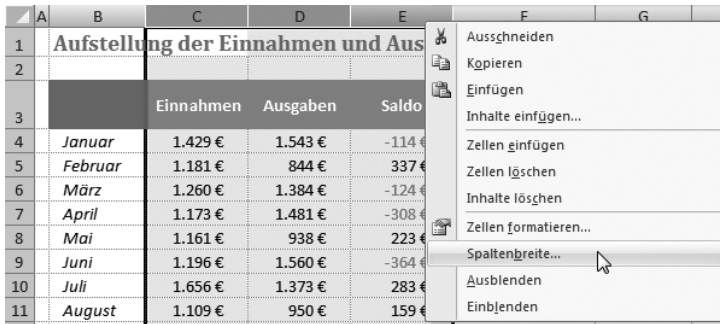 A B C D E F G
1 Aufstellung der Einnahmen und Aus
2
3 Einnahmen Ausgaben Saldo
4 Januar 1.429 € 1.543 € -114 €
5 Februar 1.181 € 844 € 337 €
6 März 1.260 € 1.384 € -124 €
7 April 1.173 € 1.481 € -308 €
8 Mai 1.161 € 938 € 223 €
9 Juni 1.196 € 1.560 € -364 €
10 Juli 1.656 € 1.373 € 283 €
11 August 1.109 € 950 € 159 €
Ausschneiden
Kopieren
Einfügen
Inhalte einfügen...
Zellen einfügen
Zellen löschen
Inhalte löschen
Zellen formatieren...
Spaltenbreite...
Ausblenden
Einblenden